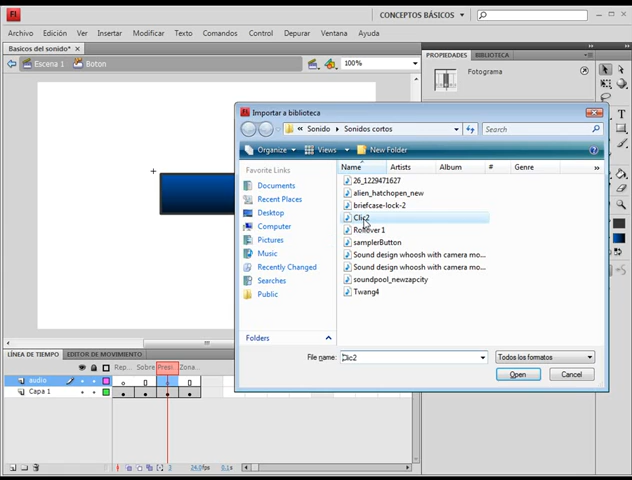 FL
CONCEPTOS BÁSICOS
Archivo Edición Ver Insertar Modificar Texto Comandos Control Depurar Ventana Ayuda
Basicos del sonido*
Escena 1 Boton 100%
PROPIEDADES BIBLIOTECA
Fotograma
Importar a biblioteca
Sonido Sonidos cortos Search
Organize Views New Folder
Favorite Links
Documents
Recent Places
Desktop
Computer
Pictures
Music
Recently Changed
Searches
Public
Folders
Name Artists Album # Genre
26_1229471627
alien_hatchopen_new
briefcase-lock-2
Clic2
Rollover1
samplerButton
Sound design whoosh with camera mo...
Sound design whoosh with camera mo...
soundpool_newzapcity
Twang4
File name: Clic2 Todos los formatos
Open Cancel
LÍNEA DE TIEMPO EDITOR DE MOVIMIENTO
Rep... Sobre Presi... Zona...
audio
Capa 1
3 24.0fps 0.1s